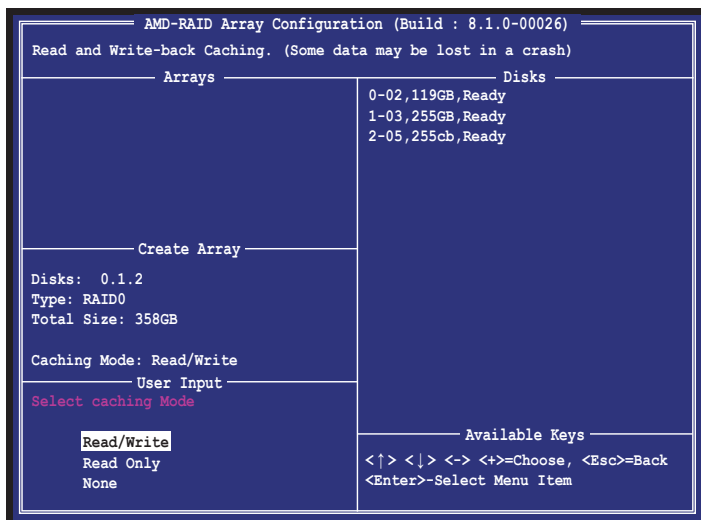 AMD-RAID Array Configuration (Build : 8.1.0-00026)
Read and Write-back Caching. (Some data may be lost in a crash)
Arrays
Disks
0-02,119GB,Ready
1-03,255GB,Ready
2-05,255cb,Ready
Create Array
Disks:  0.1.2
Type: RAID0
Total Size: 358GB
Caching Mode: Read/Write
User Input
Select caching Mode
Read/Write
Read Only
None
Available Keys
<↑> <↓> <-> <+>=Choose, <Esc>=Back
<Enter>-Select Menu Item